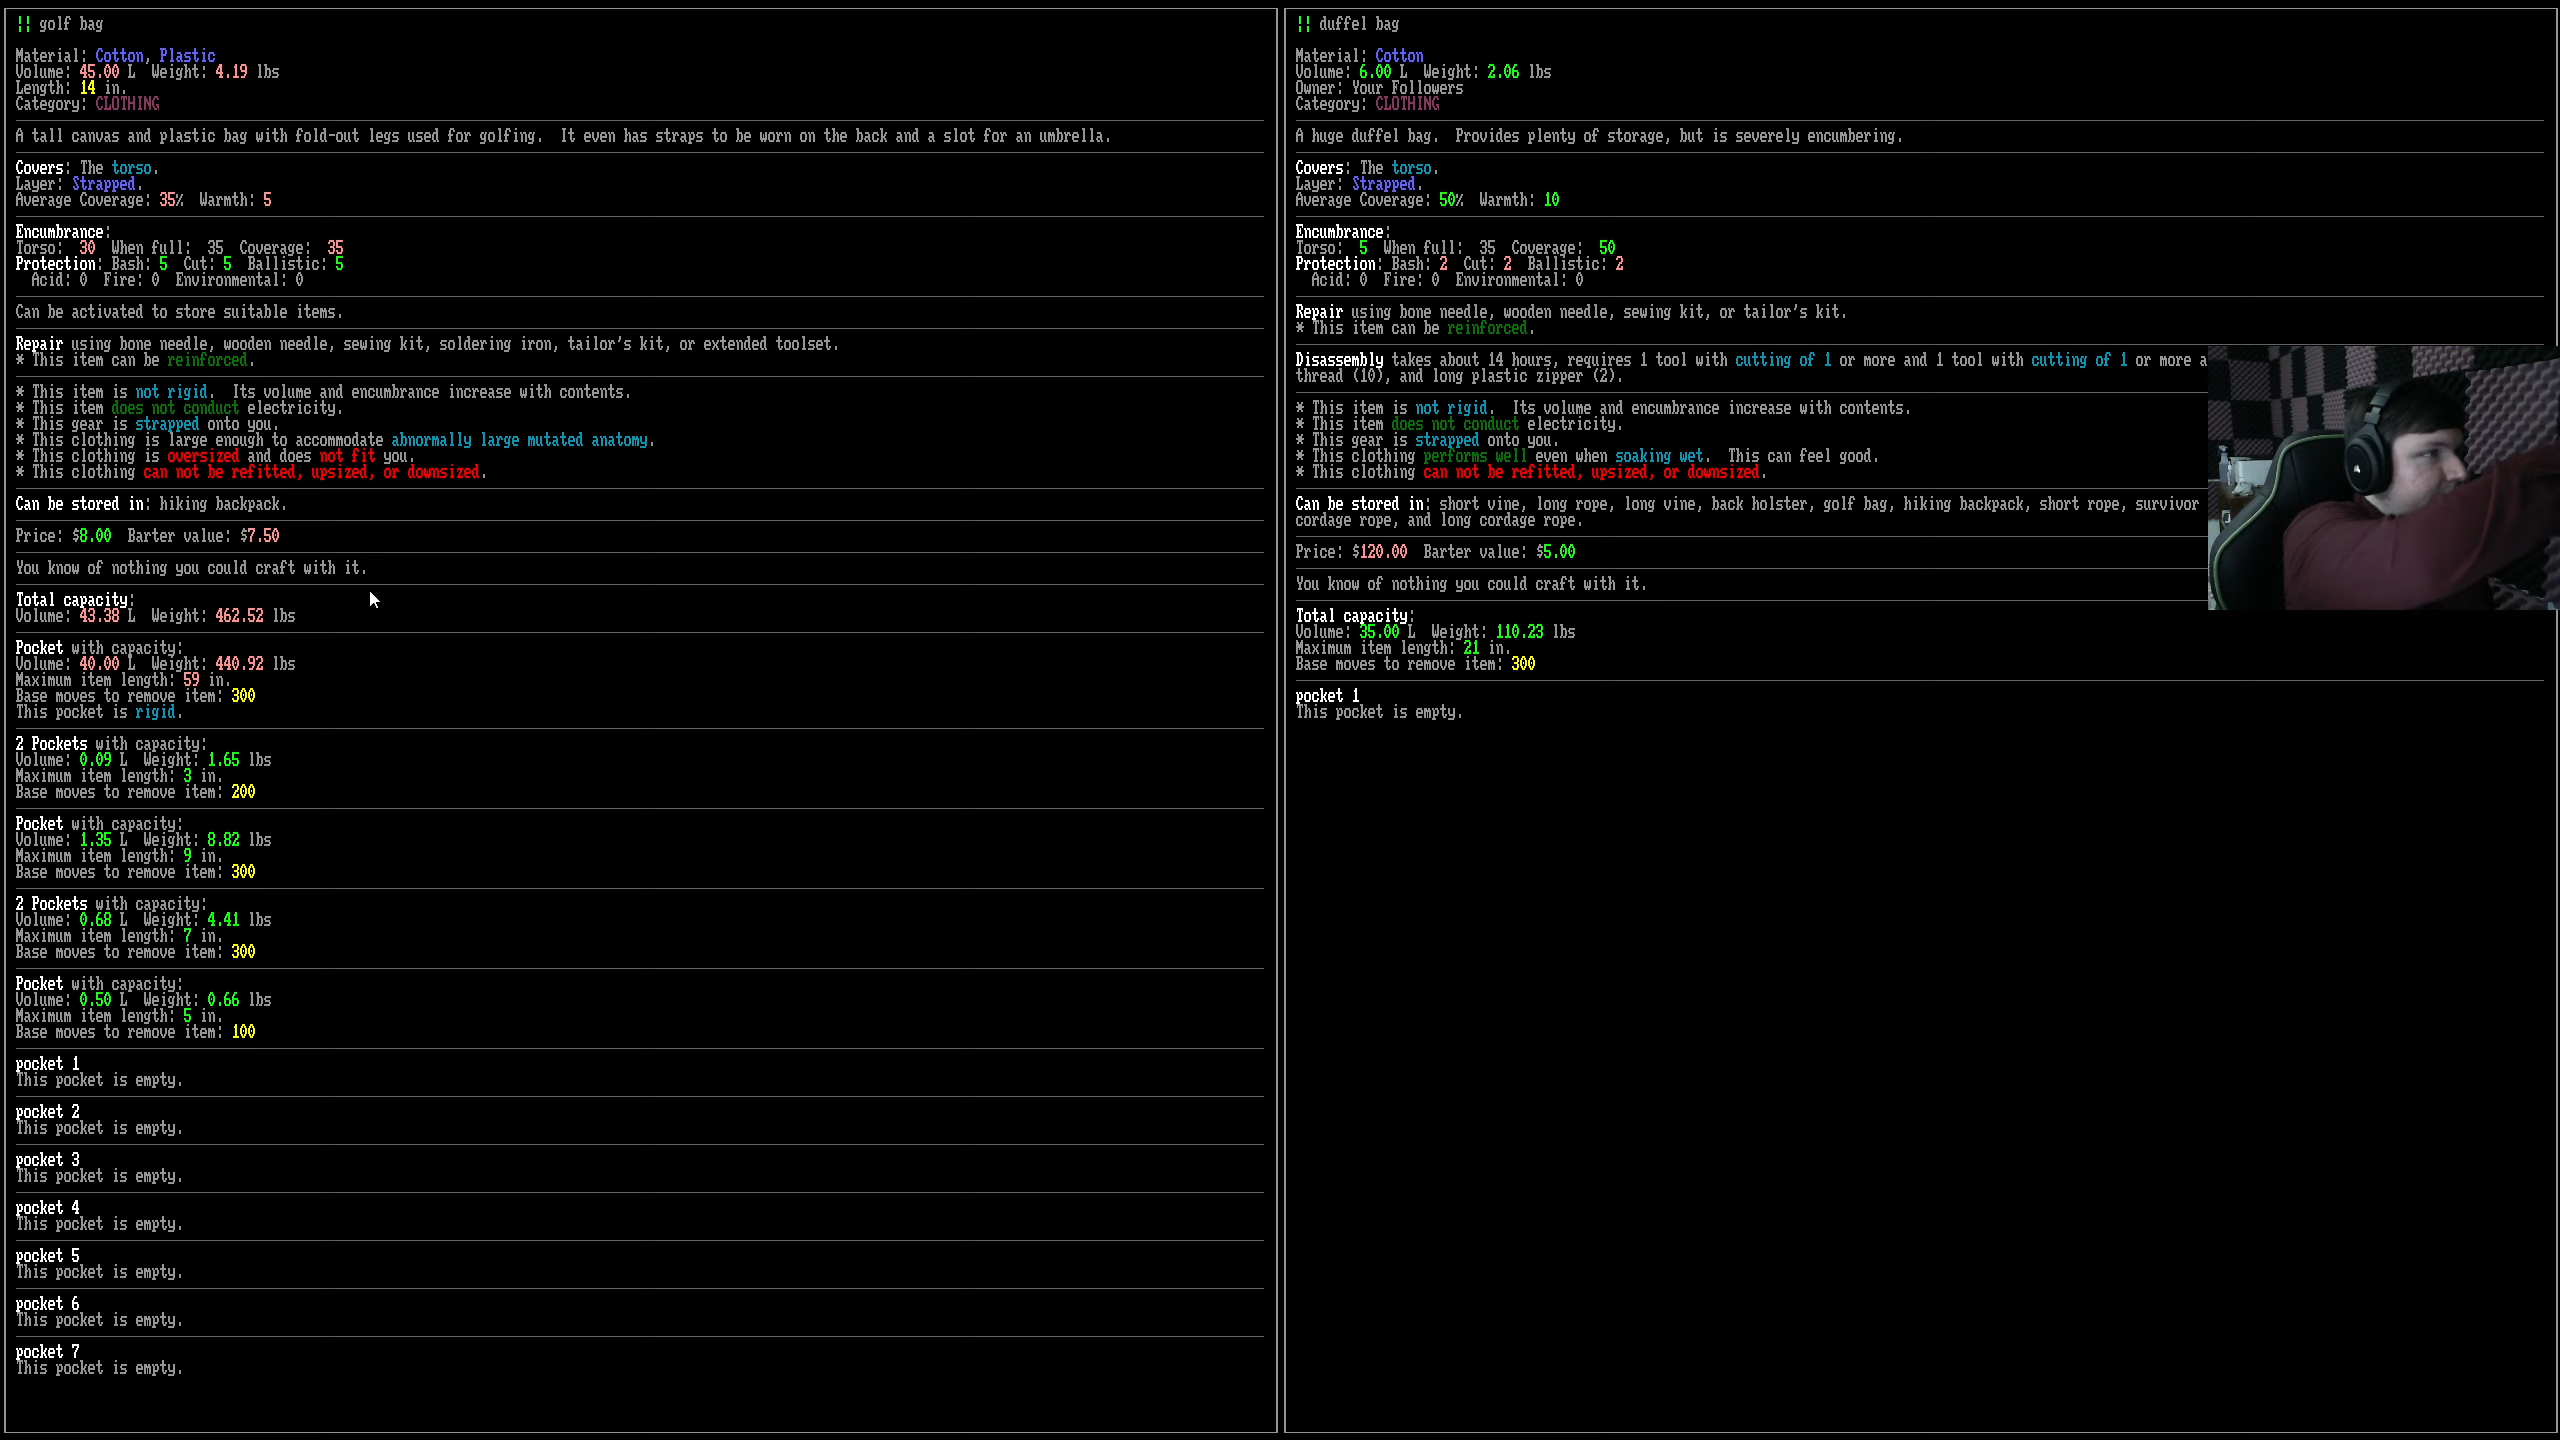 || golf bag
Material: Cotton, Plastic
Volume: 45.00 L  Weight: 4.19 lbs
Length: 14 in.
Category: CLOTHING
A tall canvas and plastic bag with fold-out legs used for golfing.  It even has straps to be worn on the back and a slot for an umbrella.
Covers: The torso.
Layer: Strapped.
Average Coverage: 35%  Warmth: 5
Encumbrance:
Torso:  30  When full:  35  Coverage:  35
Protection: Bash: 5  Cut: 5  Ballistic: 5
  Acid: 0  Fire: 0  Environmental: 0
Can be activated to store suitable items.
Repair using bone needle, wooden needle, sewing kit, soldering iron, tailor's kit, or extended toolset.
* This item can be reinforced.
* This item is not rigid.  Its volume and encumbrance increase with contents.
* This item does not conduct electricity.
* This gear is strapped onto you.
* This clothing is large enough to accommodate abnormally large mutated anatomy.
* This clothing is oversized and does not fit you.
* This clothing can not be refitted, upsized, or downsized.
Can be stored in: hiking backpack.
Price: $8.00  Barter value: $7.50
You know of nothing you could craft with it.
Total capacity:
Volume: 43.38 L  Weight: 462.52 lbs
Pocket with capacity:
Volume: 40.00 L  Weight: 440.92 lbs
Maximum item length: 59 in.
Base moves to remove item: 300
This pocket is rigid.
2 Pockets with capacity:
Volume: 0.09 L  Weight: 1.65 lbs
Maximum item length: 3 in.
Base moves to remove item: 200
Pocket with capacity:
Volume: 1.35 L  Weight: 8.82 lbs
Maximum item length: 9 in.
Base moves to remove item: 300
2 Pockets with capacity:
Volume: 0.68 L  Weight: 4.41 lbs
Maximum item length: 7 in.
Base moves to remove item: 300
Pocket with capacity:
Volume: 0.50 L  Weight: 0.66 lbs
Maximum item length: 5 in.
Base moves to remove item: 100
pocket 1
This pocket is empty.
pocket 2
This pocket is empty.
pocket 3
This pocket is empty.
pocket 4
This pocket is empty.
pocket 5
This pocket is empty.
pocket 6
This pocket is empty.
pocket 7
This pocket is empty.
|| duffel bag
Material: Cotton
Volume: 6.00 L  Weight: 2.06 lbs
Owner: Your Followers
Category: CLOTHING
A huge duffel bag.  Provides plenty of storage, but is severely encumbering.
Covers: The torso.
Layer: Strapped.
Average Coverage: 50%  Warmth: 10
Encumbrance:
Torso:  5  When full:  35  Coverage:  50
Protection: Bash: 2  Cut: 2  Ballistic: 2
  Acid: 0  Fire: 0  Environmental: 0
Repair using bone needle, wooden needle, sewing kit, or tailor's kit.
* This item can be reinforced.
Disassembly takes about 14 hours, requires 1 tool with cutting of 1 or more and 1 tool with cutting of 1 or more a
thread (10), and long plastic zipper (2).
* This item is not rigid.  Its volume and encumbrance increase with contents.
* This item does not conduct electricity.
* This gear is strapped onto you.
* This clothing performs well even when soaking wet.  This can feel good.
* This clothing can not be refitted, upsized, or downsized.
Can be stored in: short vine, long rope, long vine, back holster, golf bag, hiking backpack, short rope, survivor
cordage rope, and long cordage rope.
Price: $120.00  Barter value: $5.00
You know of nothing you could craft with it.
Total capacity:
Volume: 35.00 L  Weight: 110.23 lbs
Maximum item length: 21 in.
Base moves to remove item: 300
pocket 1
This pocket is empty.